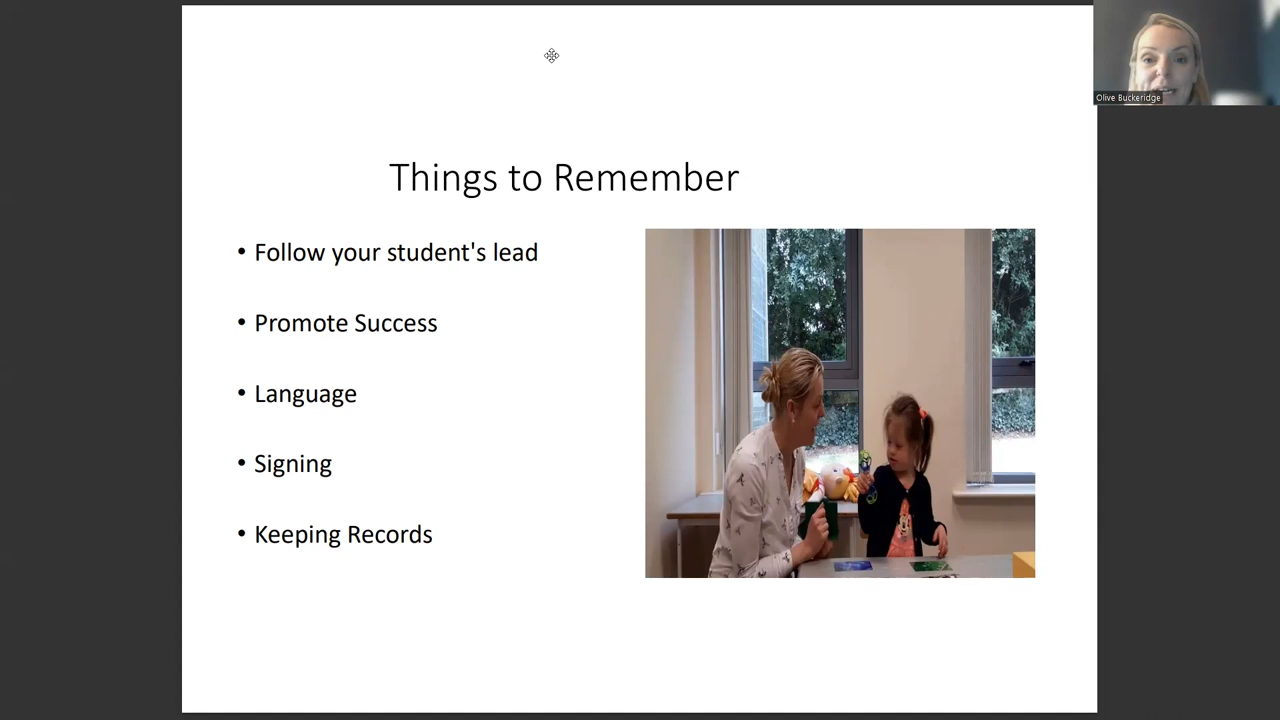 Olive Buckeridge
Things to Remember
• Follow your student's lead
• Promote Success
• Language
• Signing
• Keeping Records